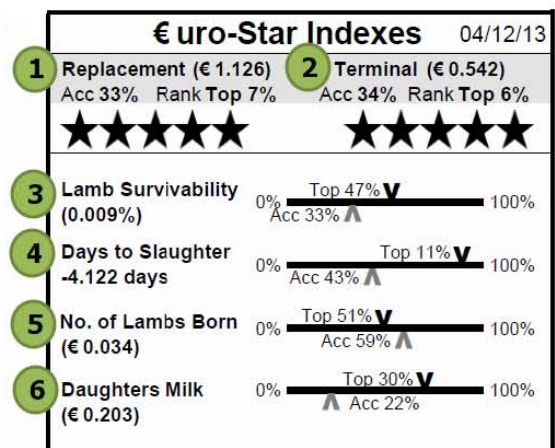 € uro-Star Indexes 04/12/13
1 Replacement (€ 1.126) 2 Terminal (€ 0.542)
Acc 33% Rank Top 7% Acc 34% Rank Top 6%
3 Lamb Survivability
(0.009%)
0% Top 47% 100%
Acc 33%
4 Days to Slaughter
-4.122 days
0% Top 11% 100%
Acc 43%
5 No. of Lambs Born
(€ 0.034)
0% Top 51% 100%
Acc 59%
6 Daughters Milk
(€ 0.203)
0% Top 30% 100%
Acc 22%